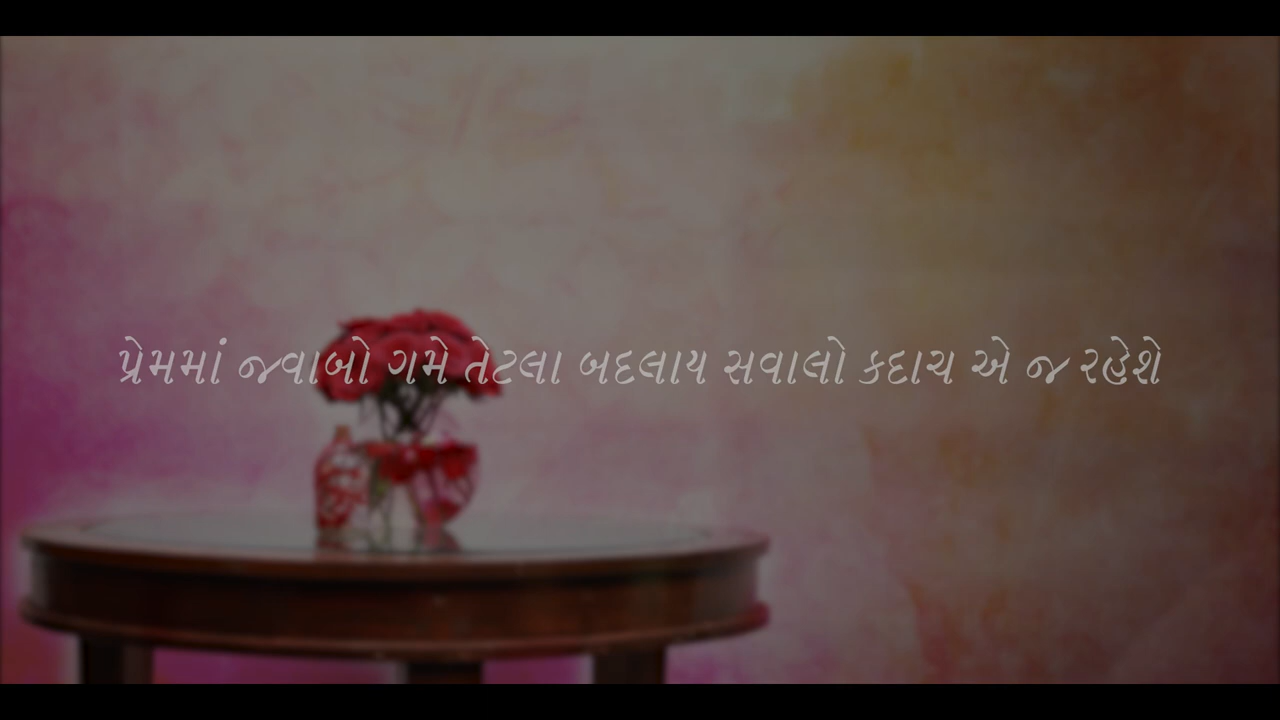 પ્રેમમાં જવાબો ગમે તેટલા બદલાય સવાલો કદાચ એ જ રહેશે